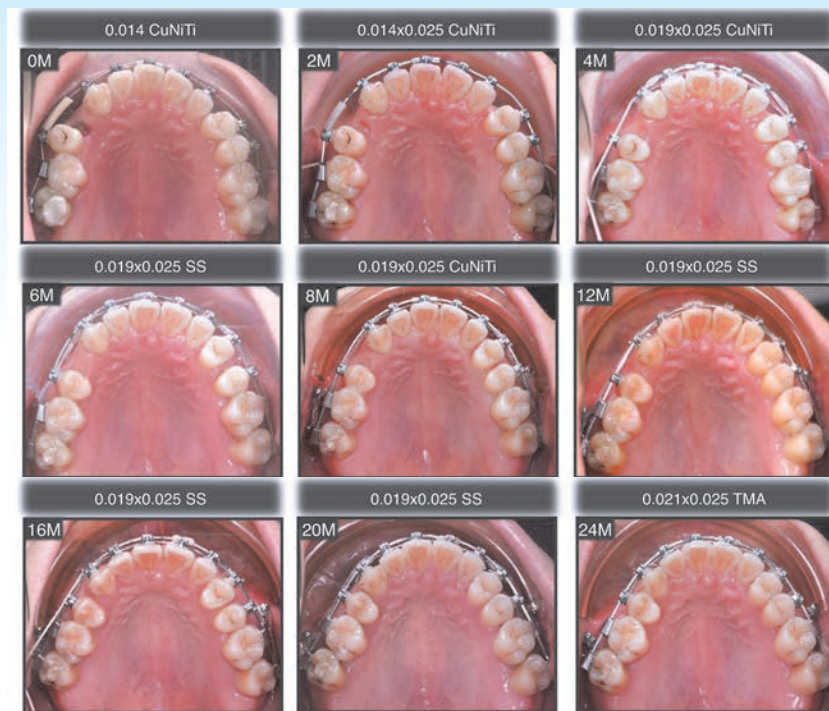 0.014 CuNiTi
0M
0.014x0.025 CuNiTi
2M
0.019x0.025 CuNiTi
4M
0.019x0.025 SS
6M
0.019x0.025 CuNiTi
8M
0.019x0.025 SS
12M
0.019x0.025 SS
16M
0.019x0.025 SS
20M
0.021x0.025 TMA
24M